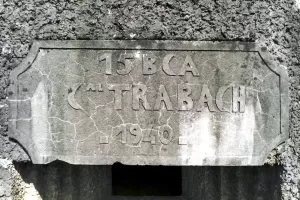 15 BCA
Cne TRABACH
- 1940 -